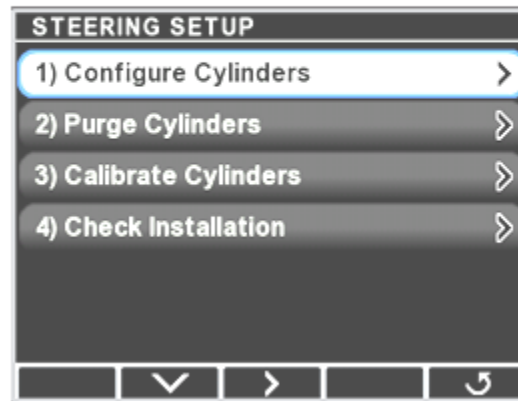 STEERING SETUP
1) Configure Cylinders
2) Purge Cylinders
3) Calibrate Cylinders
4) Check Installation